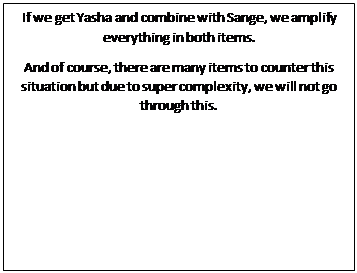 If we get Yasha and combine with Sange, we amplify
everything in both items.
And of course, there are many items to counter this
situation but due to super complexity, we will not go
through this.